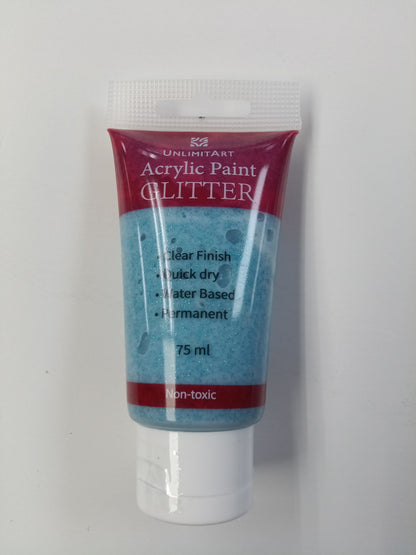 UNLIMITART
Acrylic Paint
GLITTER
• Clear Finish
• Quick dry
• Water Based
• Permanent
75 ml
Non-toxic